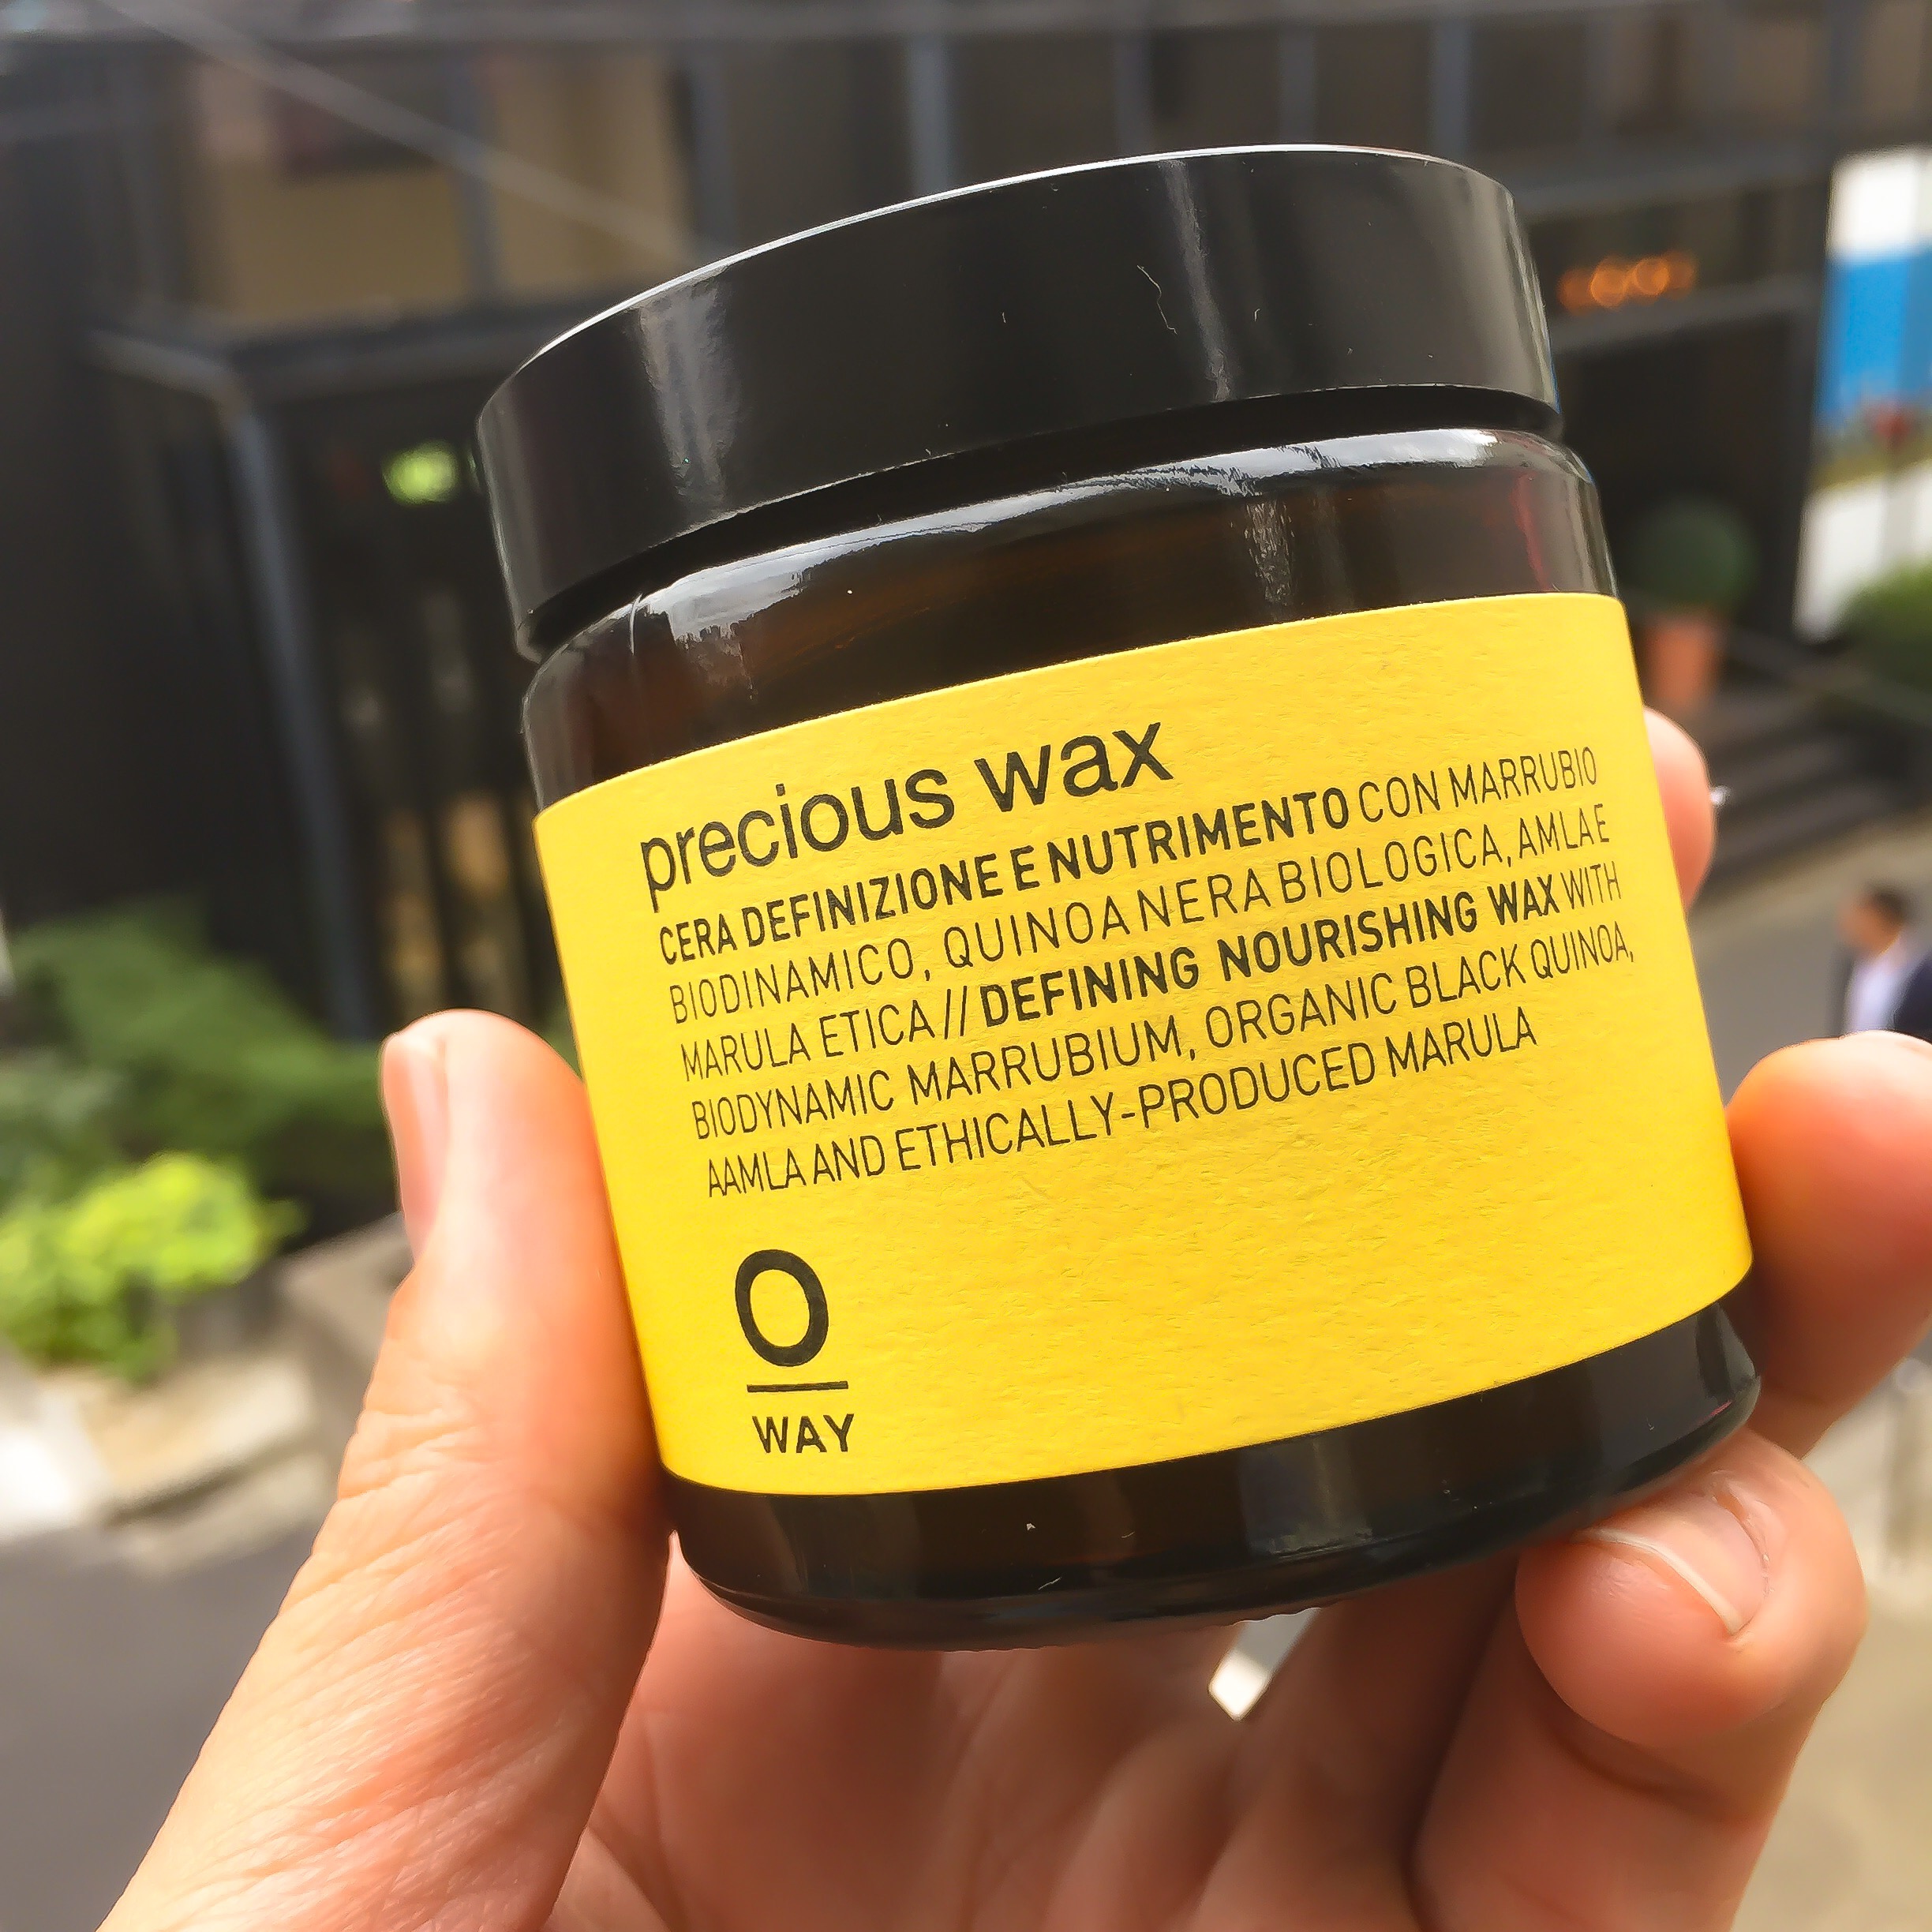 precious wax
CERA DEFINIZIONE E NUTRIMENTO CON MARRUBIO
BIODINAMICO, QUINOA NERA BIOLOGICA, AMLA E
MARULA ETICA // DEFINING NOURISHING WAX WITH
BIODYNAMIC MARRUBIUM, ORGANIC BLACK QUINOA,
AAMLA AND ETHICALLY-PRODUCED MARULA
O
WAY